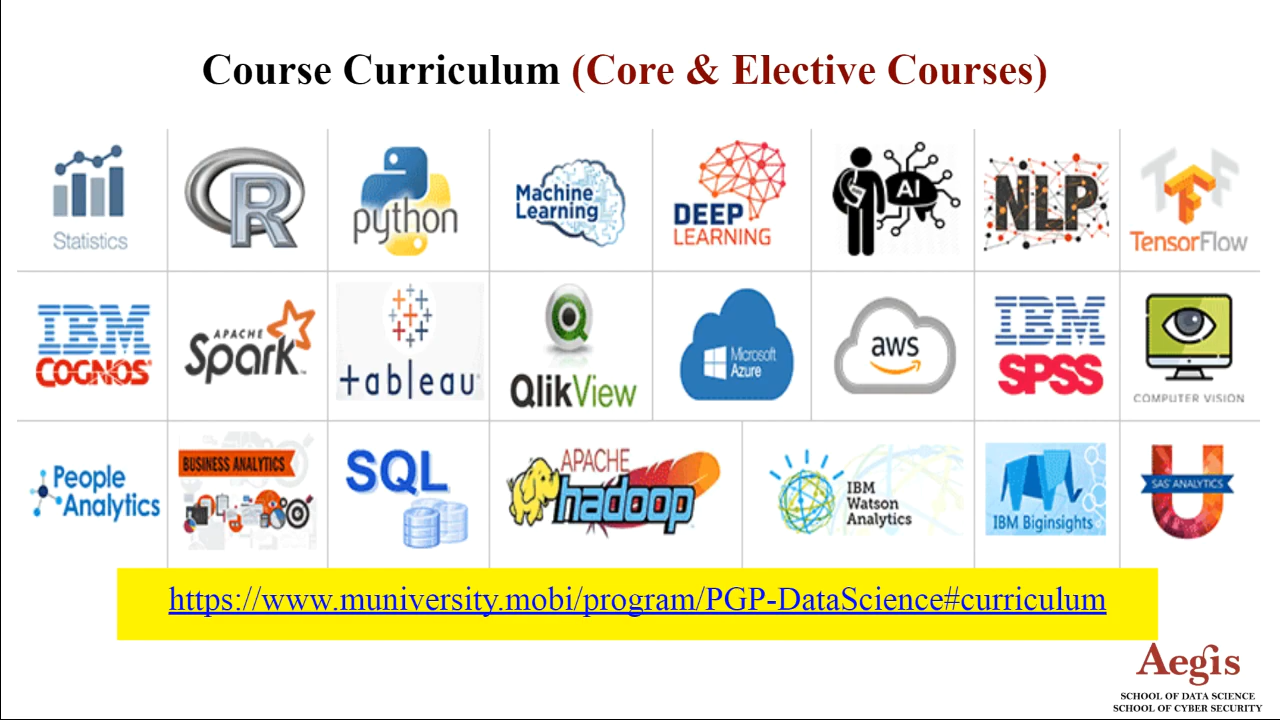 Course Curriculum (Core & Elective Courses)
Statistics
R
python
Machine
Learning
DEEP
LEARNING
AI
NLP
TensorFlow
IBM
COGNOS
APACHE
Spark
+ableau
QlikView
Microsoft
Azure
aws
IBM
SPSS
COMPUTER VISION
People
Analytics
BUSINESS ANALYTICS
SQL
APACHE
hadoop
IBM
Watson
Analytics
IBM Biginsights
SAS' ANALYTICS
U
https://www.muniversity.mobi/program/PGP-DataScience#curriculum
Aegis
SCHOOL OF DATA SCIENCE
SCHOOL OF CYBER SECURITY